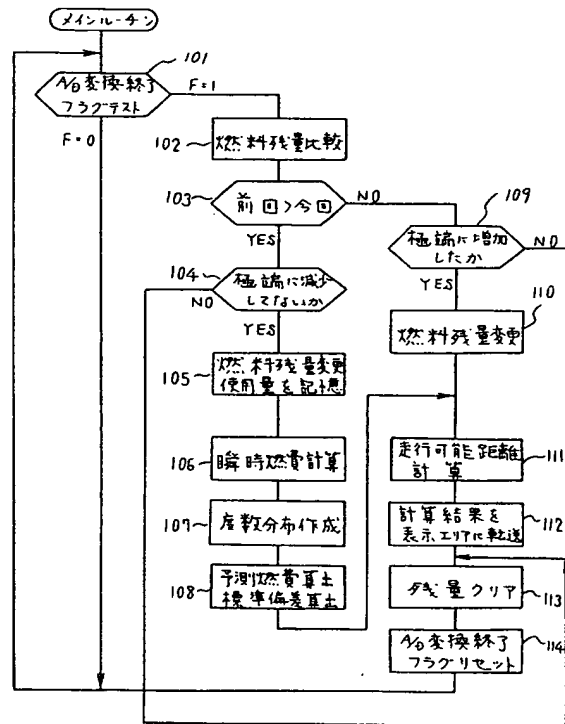 メインルーチン
101
A/D変換終了
フラグテスト
F=1
F=0
102
燃料残量比較
103
前回>今回
NO
YES
109
極端に増加
したか
NO
YES
104
極端に減少
してないか
NO
YES
110
燃料残量変更
105
燃料残量変更
使用量を記憶
106
瞬時燃費計算
107
度数分布作成
108
予測燃費算出
標準偏差算出
走行可能距離
計算
111
計算結果を
表示エリアに転送
112
残量クリア
113
A/D変換終了
フラグリセット
114